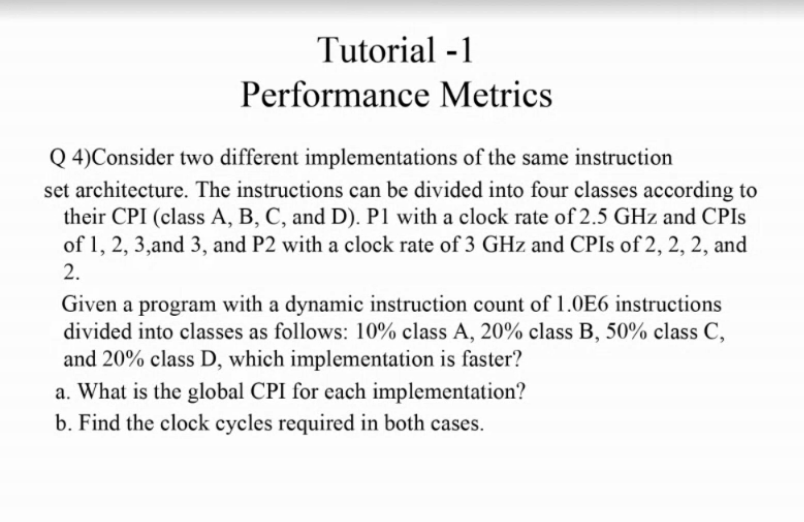 Tutorial -1
Performance Metrics
Q 4)Consider two different implementations of the same instruction
set architecture. The instructions can be divided into four classes according to
their CPI (class A, B, C, and D). P1 with a clock rate of 2.5 GHz and CPIs
of 1, 2, 3,and 3, and P2 with a clock rate of 3 GHz and CPIs of 2, 2, 2, and
2.
Given a program with a dynamic instruction count of 1.0E6 instructions
divided into classes as follows: 10% class A, 20% class B, 50% class C,
and 20% class D, which implementation is faster?
a. What is the global CPI for each implementation?
b. Find the clock cycles required in both cases.